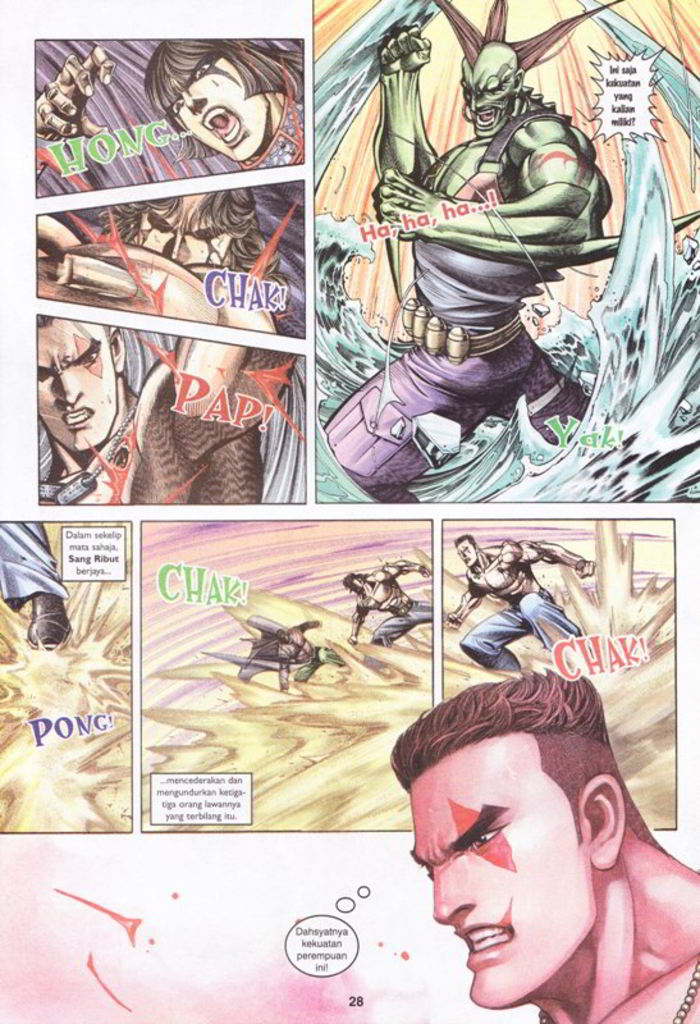 HONG...
CHAK!
PAP!
Ini saja
kekuatan
yang
kalian
miliki?
Ha, ha, ha...!
Yak!
Dalam sekelip
mata sahaja,
Sang Ribut
berjaya...
PONG!
CHAK!
...mencederakan dan
mengundurkan ketiga-
tiga orang lawannya
yang terbilang itu.
CHAK!
Dahsyatnya
kekuatan
perempuan
ini!
28